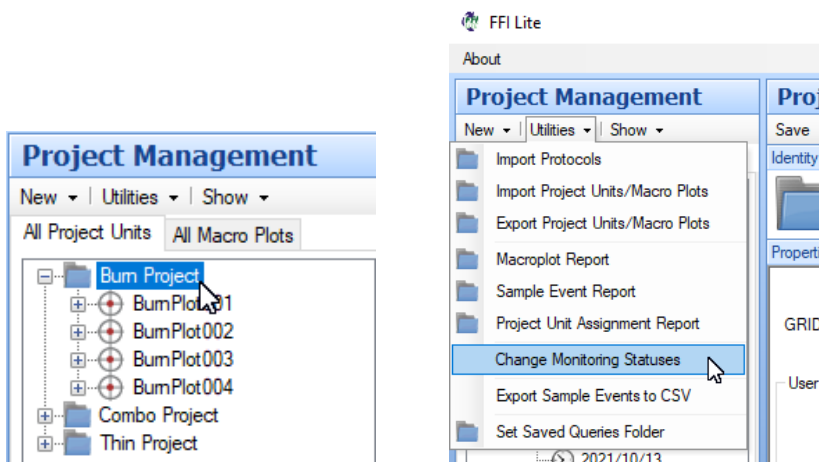 Project Management
New Utilities Show
All Project Units All Macro Plots
Burn Project
BurnPlot001
BurnPlot002
BurnPlot003
BurnPlot004
Combo Project
Thin Project
FFI Lite
About
Project Management
New Utilities Show
Import Protocols
Import Project Units/Macro Plots
Export Project Units/Macro Plots
Macroplot Report
Sample Event Report
Project Unit Assignment Report
Change Monitoring Statuses
Export Sample Events to CSV
Set Saved Queries Folder
2021/10/13
Proj
Save
Identity
Properti
GRID
User